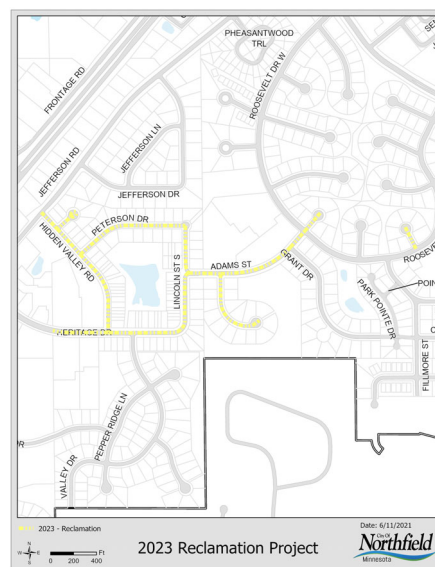 PHEASANTWOOD
TRL
ROOSEVELT DR W
FRONTAGE RD
JEFFERSON RD
JEFFERSON LN
JEFFERSON DR
PETERSON DR
HIDDEN VALLEY RD
LINCOLN ST S
ADAMS ST
GRANT DR
ROOSEV
POIN
PARK POINTE DR
HERITAGE DR
FILLMORE ST
PEPPER RIDGE LN
VALLEY DR
2023 - Reclamation
Date: 6/11/2021
N
W
E
S
Ft
0 200 400
2023 Reclamation Project
City Of
Northfield
Minnesota